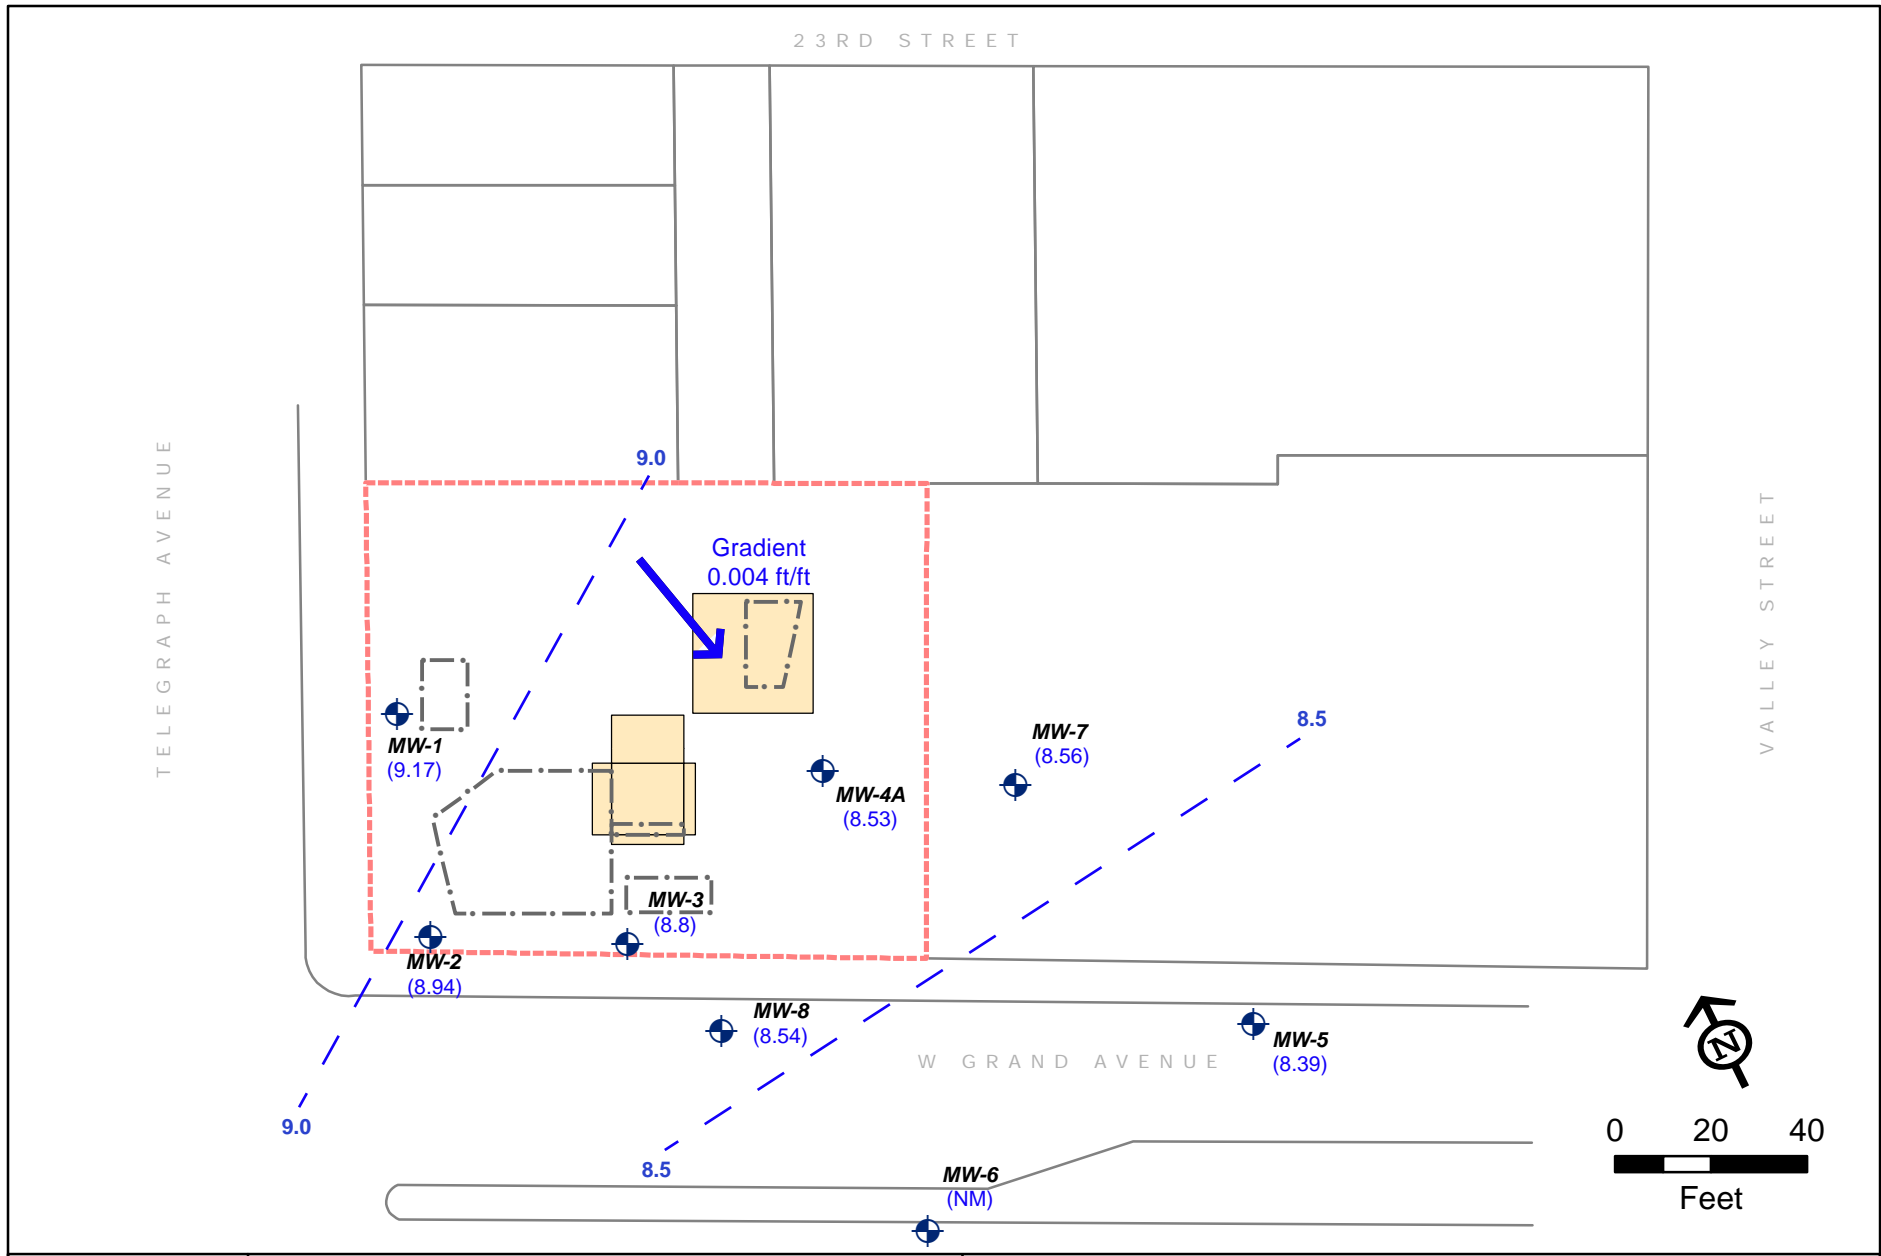 23RD STREET
TELEGRAPH AVENUE
VALLEY STREET
9.0
Gradient
0.004 ft/ft
8.5
MW-1
(9.17)
MW-7
(8.56)
MW-4A
(8.53)
MW-3
(8.8)
MW-2
(8.94)
MW-8
(8.54)
W GRAND AVENUE
MW-5
(8.39)
N
9.0
8.5
MW-6
(NM)
0 20 40
Feet